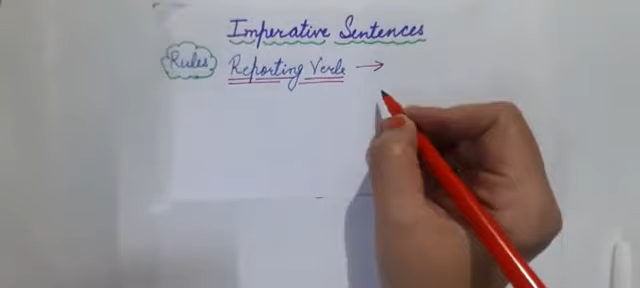 Imperative Sentences
Rules
Reporting Verb →